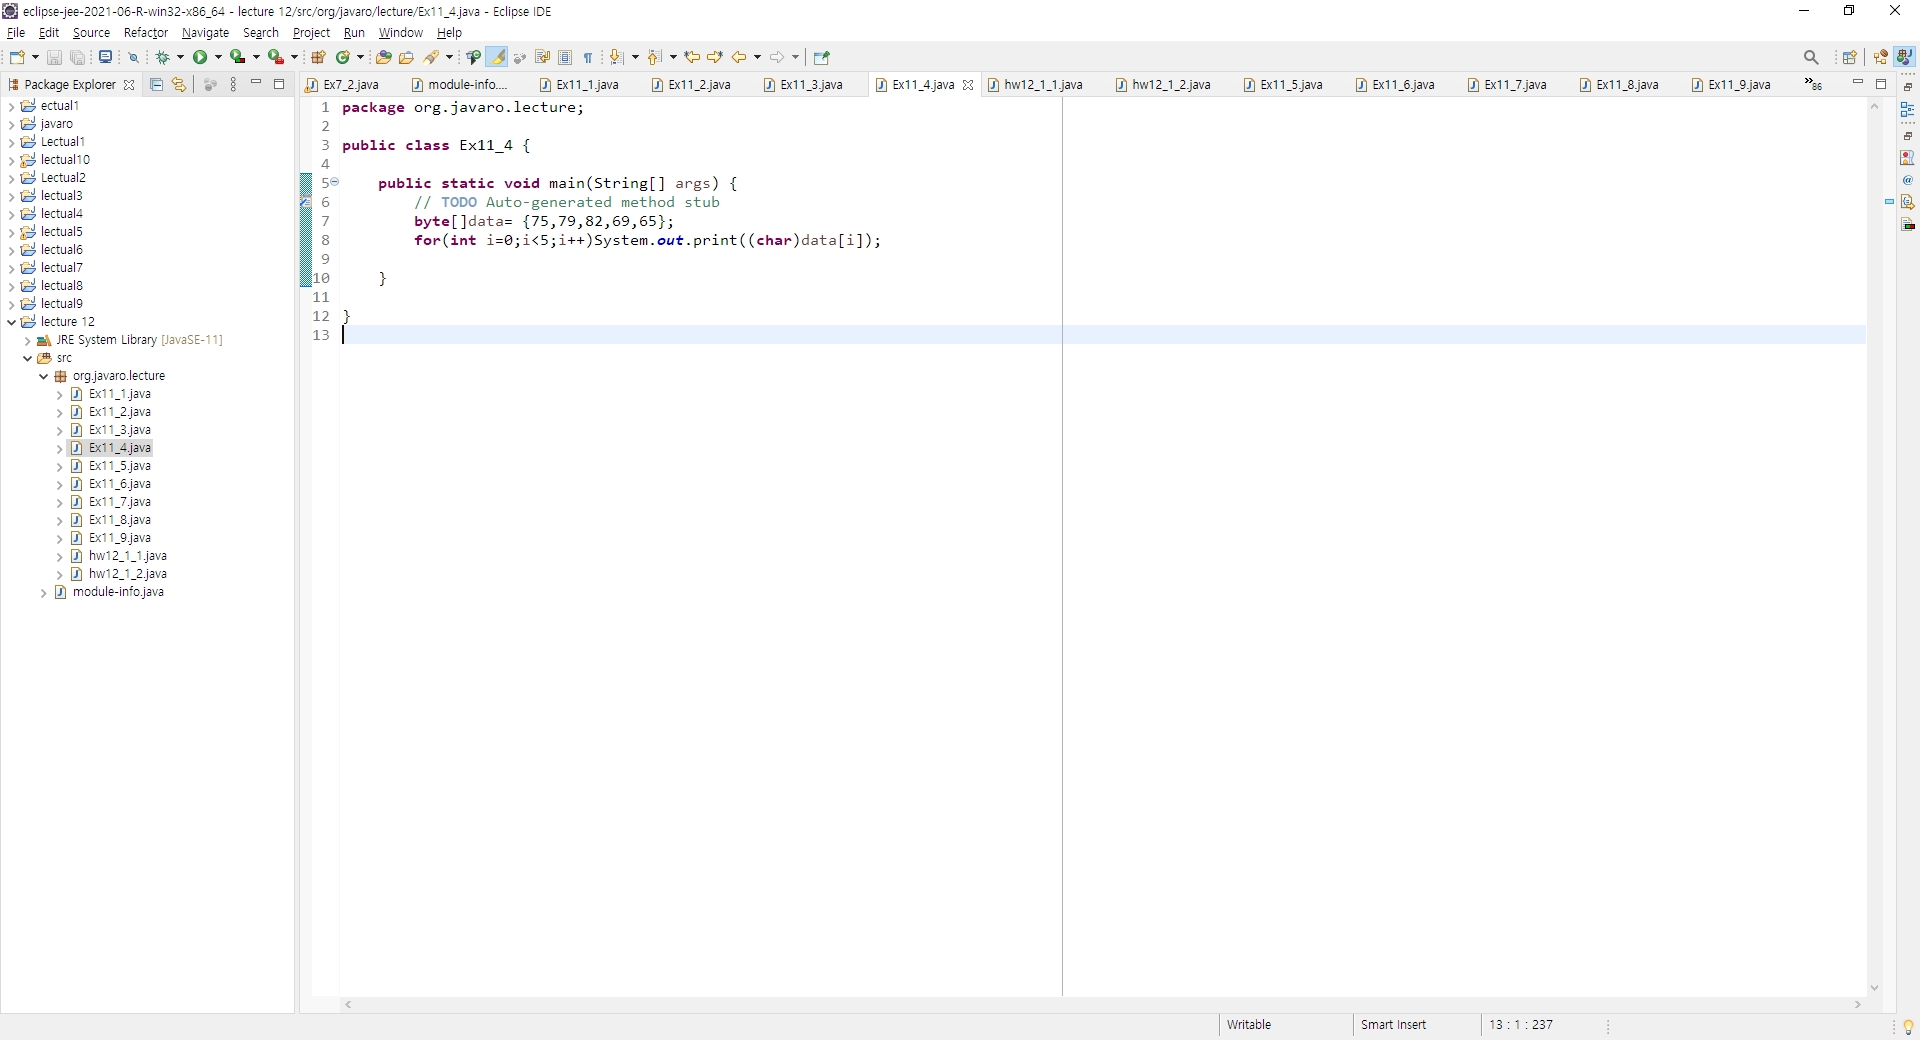 eclipse-jee-2021-06-R-win32-x86_64 - lecture 12/src/org/javaro/lecture/Ex11_4.java - Eclipse IDE
File Edit Source Refactor Navigate Search Project Run Window Help
Package Explorer
Ex7_2.java module-info.... Ex11_1.java Ex11_2.java Ex11_3.java Ex11_4.java hw12_1_1.java hw12_1_2.java Ex11_5.java Ex11_6.java Ex11_7.java Ex11_8.java Ex11_9.java »86
ectual1
javaro
Lectual1
lectual10
Lectual2
lectual3
lectual4
lectual5
lectual6
lectual7
lectual8
lectual9
lecture 12
JRE System Library [JavaSE-11]
src
org.javaro.lecture
Ex11_1.java
Ex11_2.java
Ex11_3.java
Ex11_4.java
Ex11_5.java
Ex11_6.java
Ex11_7.java
Ex11_8.java
Ex11_9.java
hw12_1_1.java
hw12_1_2.java
module-info.java
1 package org.javaro.lecture;
2
3 public class Ex11_4 {
4
5 public static void main(String[] args) {
6 // TODO Auto-generated method stub
7 byte[]data= {75,79,82,69,65};
8 for(int i=0;i<5;i++)System.out.print((char)data[i]);
9
10 }
11
12 }
13
Writable Smart Insert 13 : 1 : 237